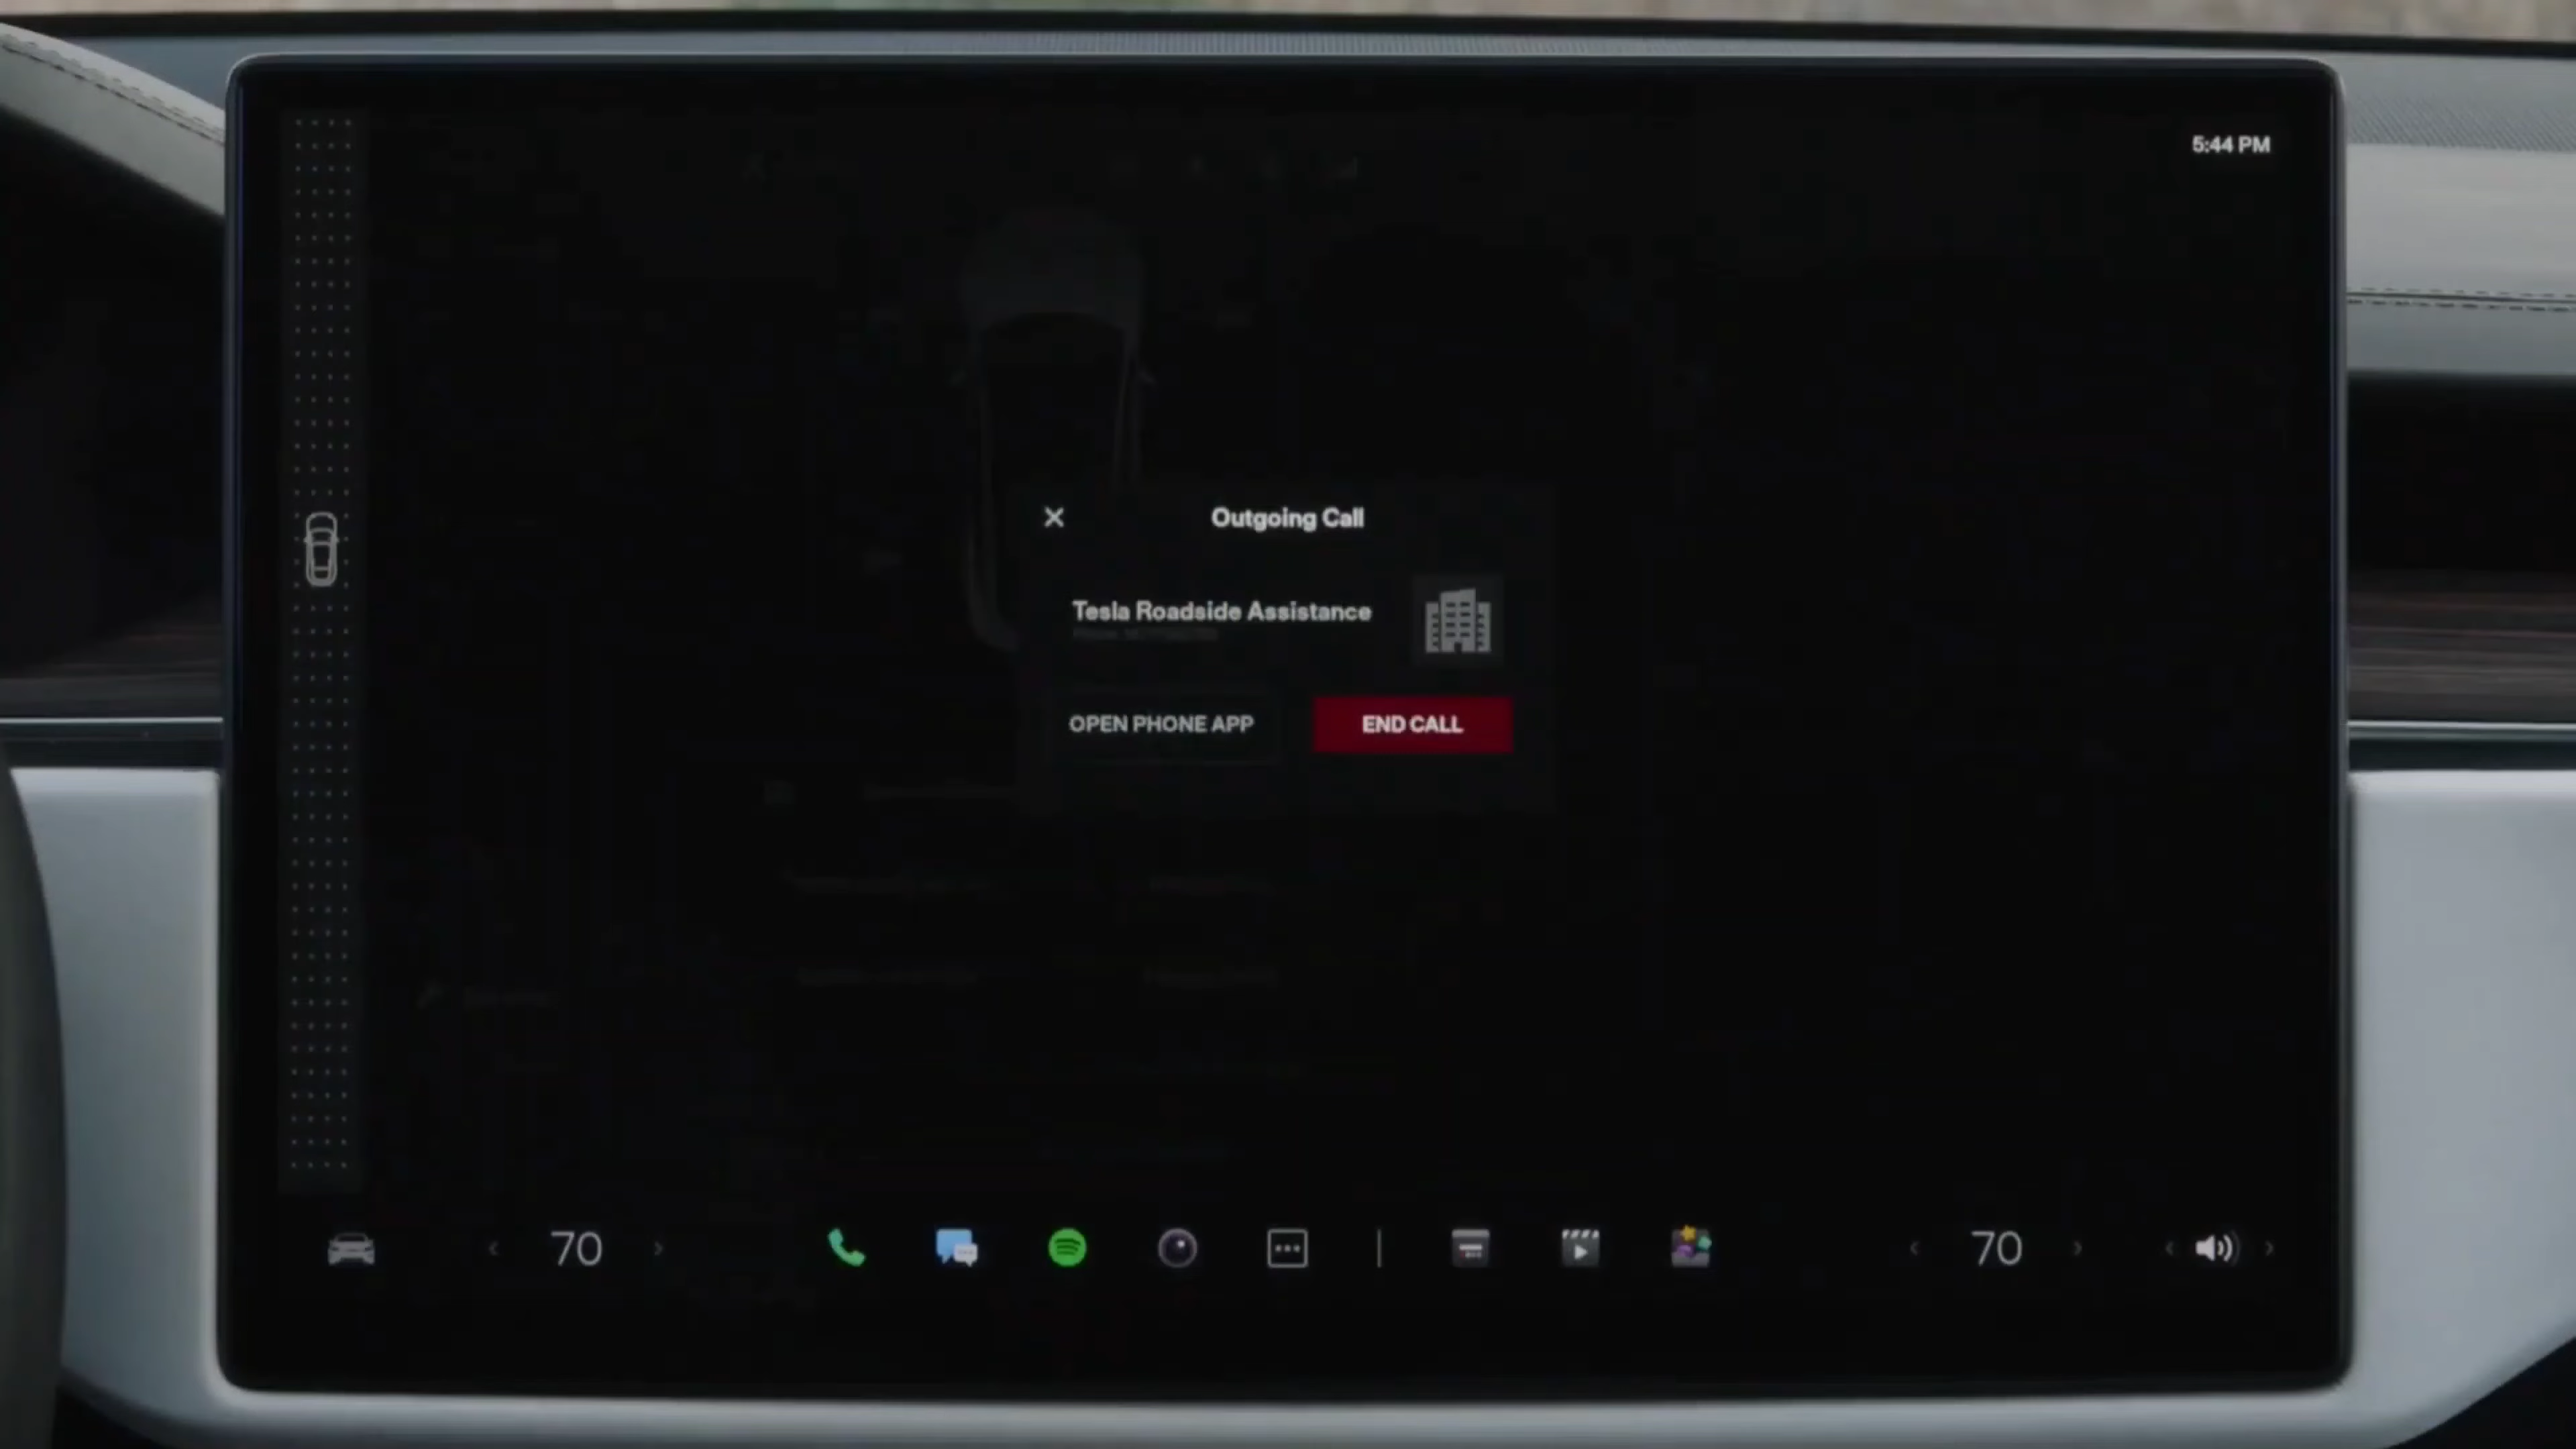 5:44 PM
Outgoing Call
Tesla Roadside Assistance
OPEN PHONE APP
END CALL
70
70